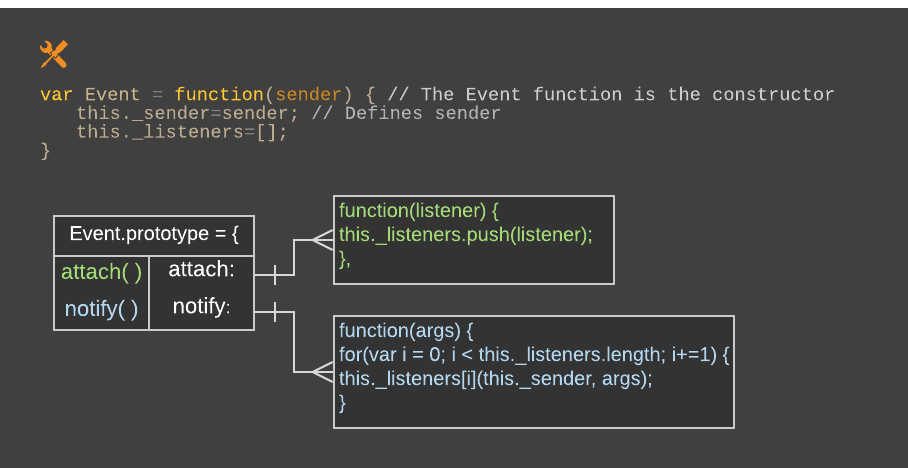 var Event = function(sender) { // The Event function is the constructor
this._sender=sender; // Defines sender
this._listeners=[];
}
Event.prototype = {
attach( ) attach:
notify( ) notify:
function(listener) {
this._listeners.push(listener);
},
function(args) {
for(var i = 0; i < this._listeners.length; i+=1) {
this._listeners[i](this._sender, args);
}